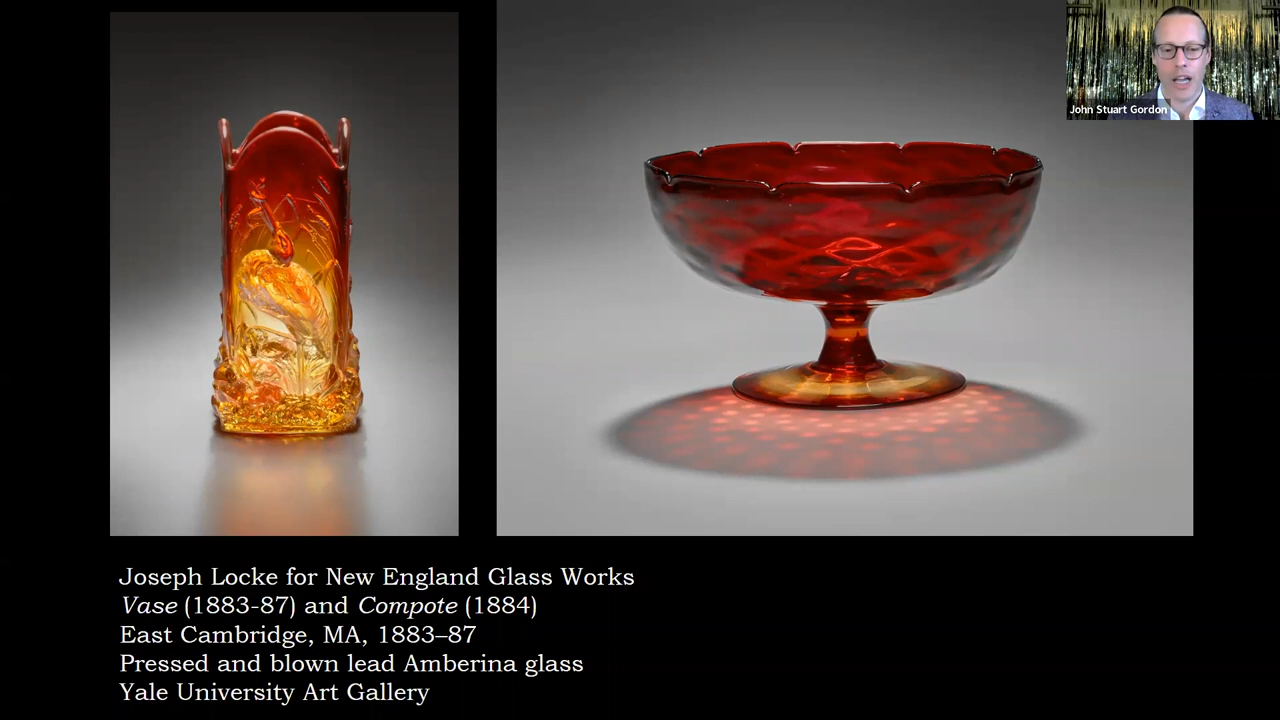 John Stuart Gordon
Joseph Locke for New England Glass Works
Vase (1883-87) and Compote (1884)
East Cambridge, MA, 1883–87
Pressed and blown lead Amberina glass
Yale University Art Gallery